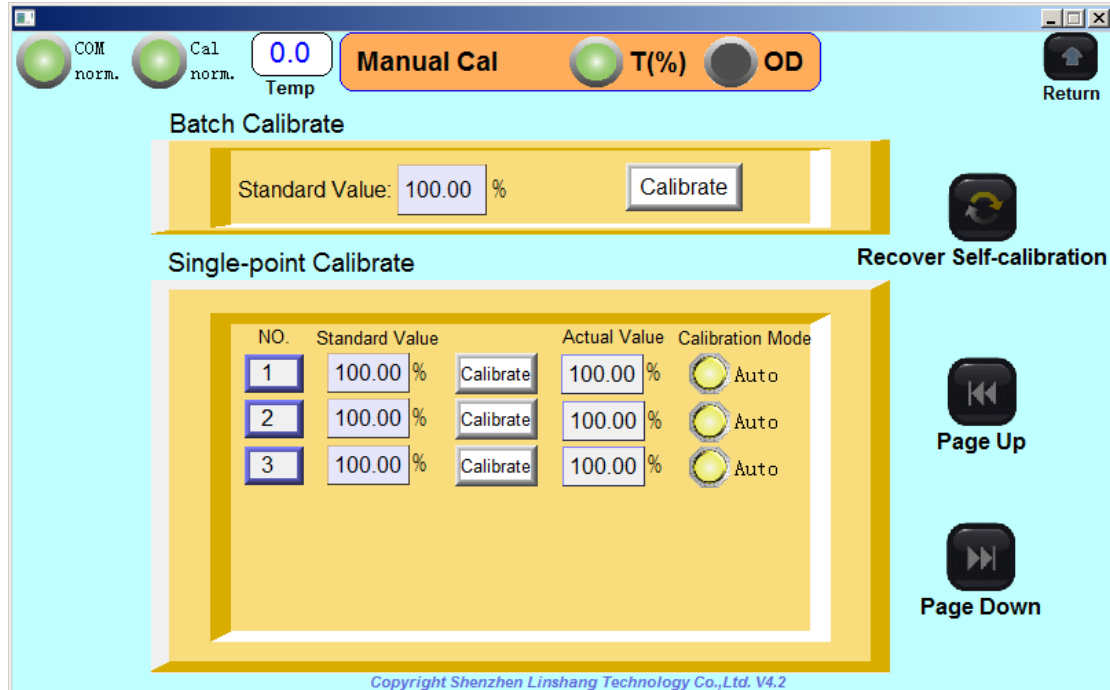 COM
norm.
Cal
norm.
0.0
Temp
Manual Cal T(%) OD
Return
Batch Calibrate
Standard Value: 100.00 % Calibrate
Recover Self-calibration
Single-point Calibrate
NO. Standard Value Actual Value Calibration Mode
1 100.00 % Calibrate 100.00 % Auto
2 100.00 % Calibrate 100.00 % Auto
3 100.00 % Calibrate 100.00 % Auto
Page Up
Page Down
Copyright Shenzhen Linshang Technology Co.,Ltd. V4.2